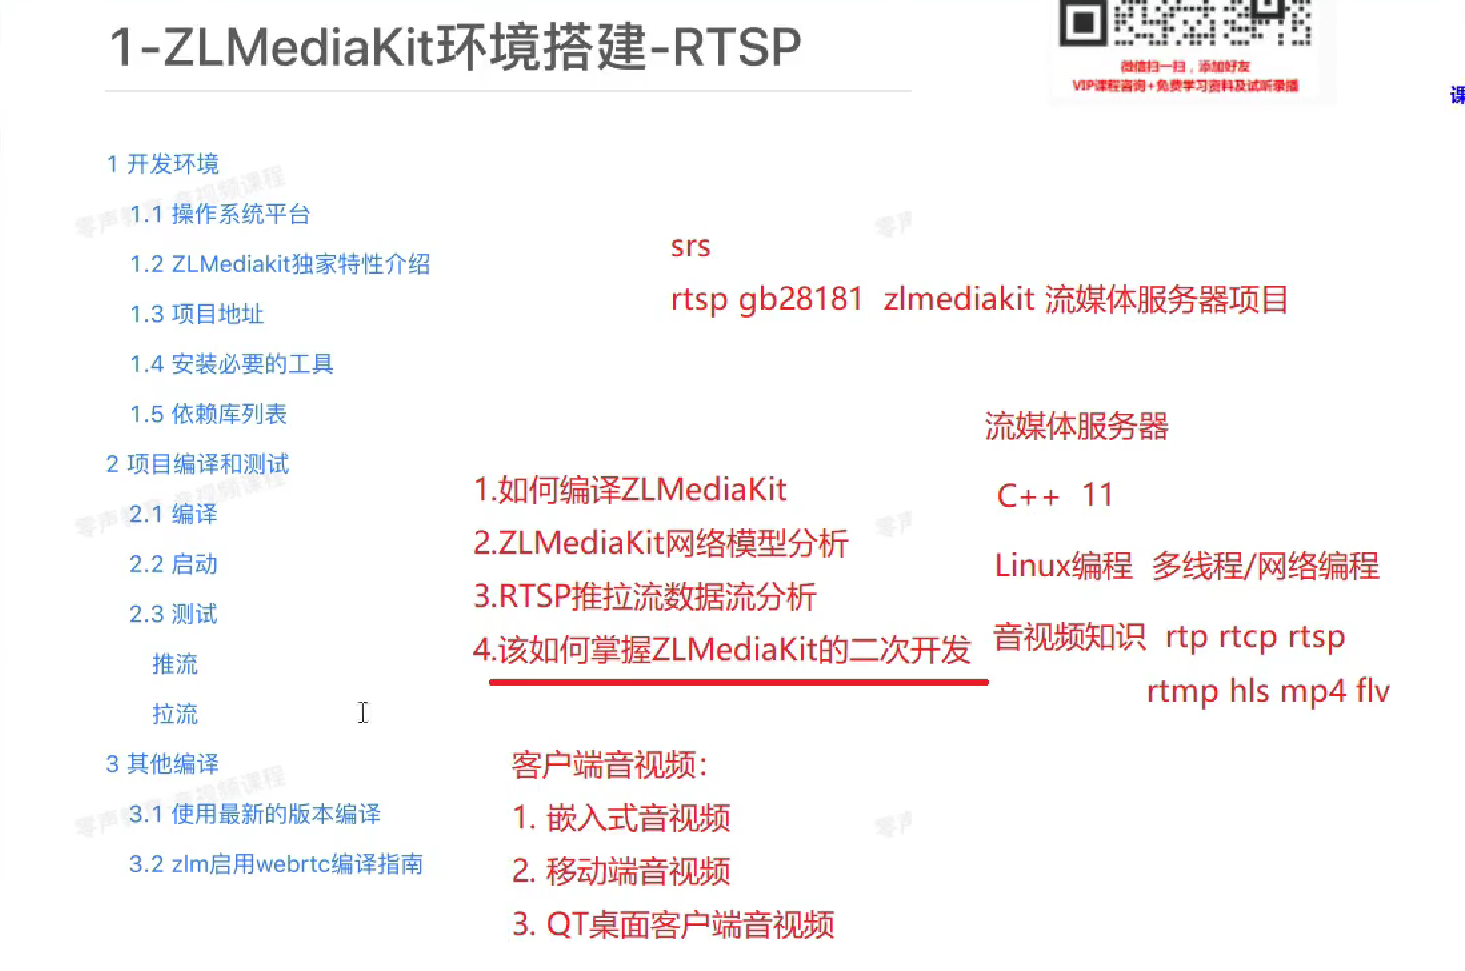 1-ZLMediaKit环境搭建-RTSP
微信扫一扫，添加好友
VIP课程咨询+免费学习资料及试听录播
课
1 开发环境
1.1 操作系统平台
1.2 ZLMediakit独家特性介绍
1.3 项目地址
1.4 安装必要的工具
1.5 依赖库列表
2 项目编译和测试
2.1 编译
2.2 启动
2.3 测试
推流
拉流
3 其他编译
3.1 使用最新的版本编译
3.2 zlm启用webrtc编译指南
srs
rtsp gb28181 zlmediakit 流媒体服务器项目
1.如何编译ZLMediaKit
2.ZLMediaKit网络模型分析
3.RTSP推拉流数据流分析
4.该如何掌握ZLMediaKit的二次开发
流媒体服务器
C++ 11
Linux编程 多线程/网络编程
音视频知识 rtp rtcp rtsp
rtmp hls mp4 flv
客户端音视频：
1. 嵌入式音视频
2. 移动端音视频
3. QT桌面客户端音视频